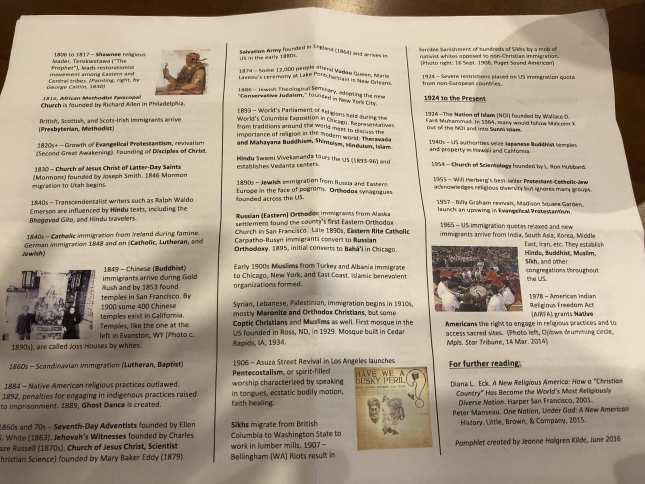 1806 to 1817 – Shawnee religious
leader, Tenskwatawa ("The
Prophet"), leads restorationist
movement among Eastern and
Central tribes. (Painting, right, by
George Catlin, 1830)
1816, African Methodist Episcopal
Church is founded by Richard Allen in Philadelphia.
British, Scottish, and Scots-Irish immigrants arrive
(Presbyterian, Methodist)
1820s+ – Growth of Evangelical Protestantism, revivalism
(Second Great Awakening). Founding of Disciples of Christ.
1830 – Church of Jesus Christ of Latter-Day Saints
(Mormons) founded by Joseph Smith. 1846 Mormon
migration to Utah begins.
1840s – Transcendentalist writers such as Ralph Waldo
Emerson are influenced by Hindu texts, including the
Bhagavad Gita, and Hindu travelers.
1840s – Catholic immigration from Ireland during famine.
German immigration 1848 and on (Catholic, Lutheran, and
Jewish)
1849 – Chinese (Buddhist)
immigrants arrive during Gold
Rush and by 1853 found
temples in San Francisco. By
1900 some 400 Chinese
temples exist in California.
Temples, like the one at the
left in Evanston, WY (Photo c.
1890s), are called Joss Houses by whites.
1860s – Scandinavian immigration (Lutheran, Baptist)
1884 – Native American religious practices outlawed.
1892, penalties for engaging in indigenous practices raised
to imprisonment. 1889, Ghost Dance is created.
1860s and 70s – Seventh-Day Adventists founded by Ellen
G. White (1863). Jehovah's Witnesses founded by Charles
Taze Russell (1870s). Church of Jesus Christ, Scientist
(Christian Science) founded by Mary Baker Eddy (1879).
Salvation Army founded in England (1864) and arrives
in US in the early 1880s.
1874 – Some 12,000 people attend Vodou Queen, Marie
Laveau's ceremony at Lake Pontchartrain in New Orleans.
1886 – Jewish Theological Seminary, adopting the new
"Conservative Judaism," founded in New York City.
1893 – World's Parliament of Religions held during the
World's Columbia Exposition in Chicago. Representatives
from traditions around the world meet to discuss the
importance of religion in the modern world: Theravada
and Mahayana Buddhism, Shintoism, Hinduism, Islam.
Hindu Swami Vivekananda tours the US (1893-96) and
establishes Vedanta centers.
1890s – Jewish immigration from Russia and Eastern
Europe in the face of pogroms. Orthodox synagogues
founded across the US.
Russian (Eastern) Orthodox immigrants from Alaska
settlement found the county's first Eastern Orthodox
Church in San Francisco. Late 1890s, Eastern Rite Catholic
Carpatho-Rusyn immigrants convert to Russian
Orthodoxy. 1895, initial converts to Bahá'í in Chicago.
Early 1900s Muslims from Turkey and Albania immigrate
to Chicago, New York, and East Coast. Islamic benevolent
organizations formed.
Syrian, Lebanese, Palestinian, immigration begins in 1910s,
mostly Maronite and Orthodox Christians, but some
Coptic Christians and Muslims as well. First mosque in the
US founded in Ross, ND, in 1929. Mosque built in Cedar
Rapids, IA, 1934.
1906 – Asuza Street Revival in Los Angeles launches
Pentecostalism, or spirit-filled
worship characterized by speaking
in tongues, ecstatic bodily motion,
faith healing.
HAVE WE A
DUSKY PERIL?
Sikhs migrate from British
Columbia to Washington State to
work in lumber mills. 1907 –
Bellingham (WA) Riots result in
forcible banishment of hundreds of Sikhs by a mob of
nativist whites opposed to non-Christian immigration.
(Photo right: 16 Sept. 1906, Puget Sound American)
1924 – Severe restrictions placed on US immigration quota
from non-European countries.
1924 to the Present
1924 –The Nation of Islam (NOI) founded by Wallace D.
Fard Muhammad. In 1964, many would follow Malcolm X
out of the NOI and into Sunni Islam.
1940s – US authorities seize Japanese Buddhist temples
and property in Hawaii and California.
1954 – Church of Scientology founded by L. Ron Hubbard.
1955 – Will Herberg's best-seller Protestant-Catholic-Jew
acknowledges religious diversity but ignores many groups.
1957 - Billy Graham revivals, Madison Square Garden,
launch an upswing in Evangelical Protestantism.
1965 – US immigration quotas relaxed and new
immigrants arrive from India, South Asia, Korea, Middle
East, Iran, etc. They establish
Hindu, Buddhist, Muslim,
Sikh, and other
congregations throughout
the US.
1978 – American Indian
Religious Freedom Act
(AIRFA) grants Native
Americans the right to engage in religious practices and to
access sacred sites. (Photo left, Ojibwe drumming circle,
Mpls. Star Tribune, 14 Mar. 2014)
For further reading:
Diana L. Eck. A New Religious America: How a "Christian
Country" Has Become the World's Most Religiously
Diverse Nation. Harper San Francisco, 2001.
Peter Manseau. One Nation, Under God: A New American
History. Little, Brown, & Company, 2015.
Pamphlet created by Jeanne Halgren Kilde, June 2016